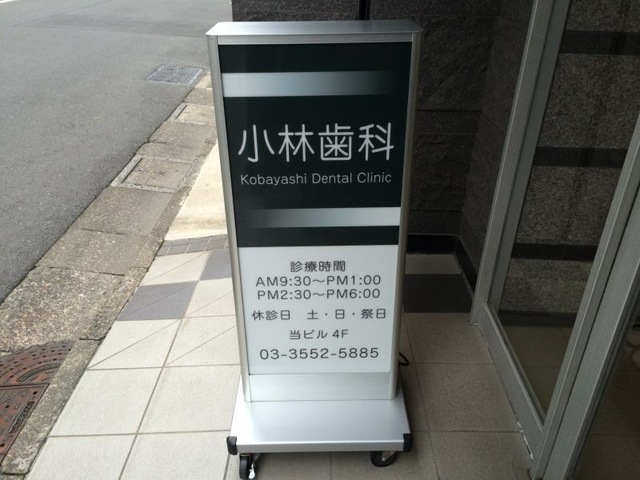 小林歯科
Kobayashi Dental Clinic
診療時間
AM9:30～PM1:00
PM2:30～PM6:00
休診日 土・日・祭日
当ビル 4F
03-3552-5885